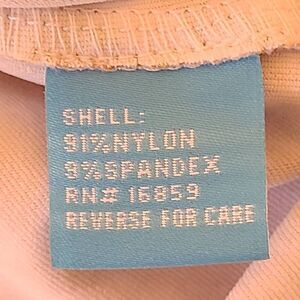 SHELL:
91%NYLON
9%SPANDEX
RN# 16859
REVERSE FOR CARE